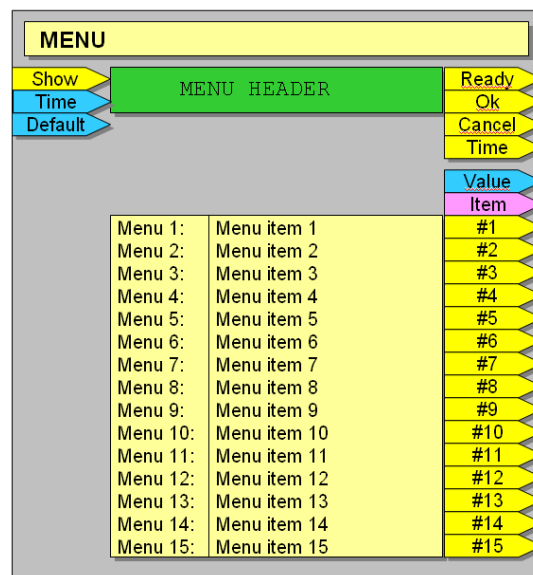 MENU
Show
MENU HEADER
Ready
Time
Ok
Default
Cancel
Time
Value
Item
Menu 1: Menu item 1 #1
Menu 2: Menu item 2 #2
Menu 3: Menu item 3 #3
Menu 4: Menu item 4 #4
Menu 5: Menu item 5 #5
Menu 6: Menu item 6 #6
Menu 7: Menu item 7 #7
Menu 8: Menu item 8 #8
Menu 9: Menu item 9 #9
Menu 10: Menu item 10 #10
Menu 11: Menu item 11 #11
Menu 12: Menu item 12 #12
Menu 13: Menu item 13 #13
Menu 14: Menu item 14 #14
Menu 15: Menu item 15 #15